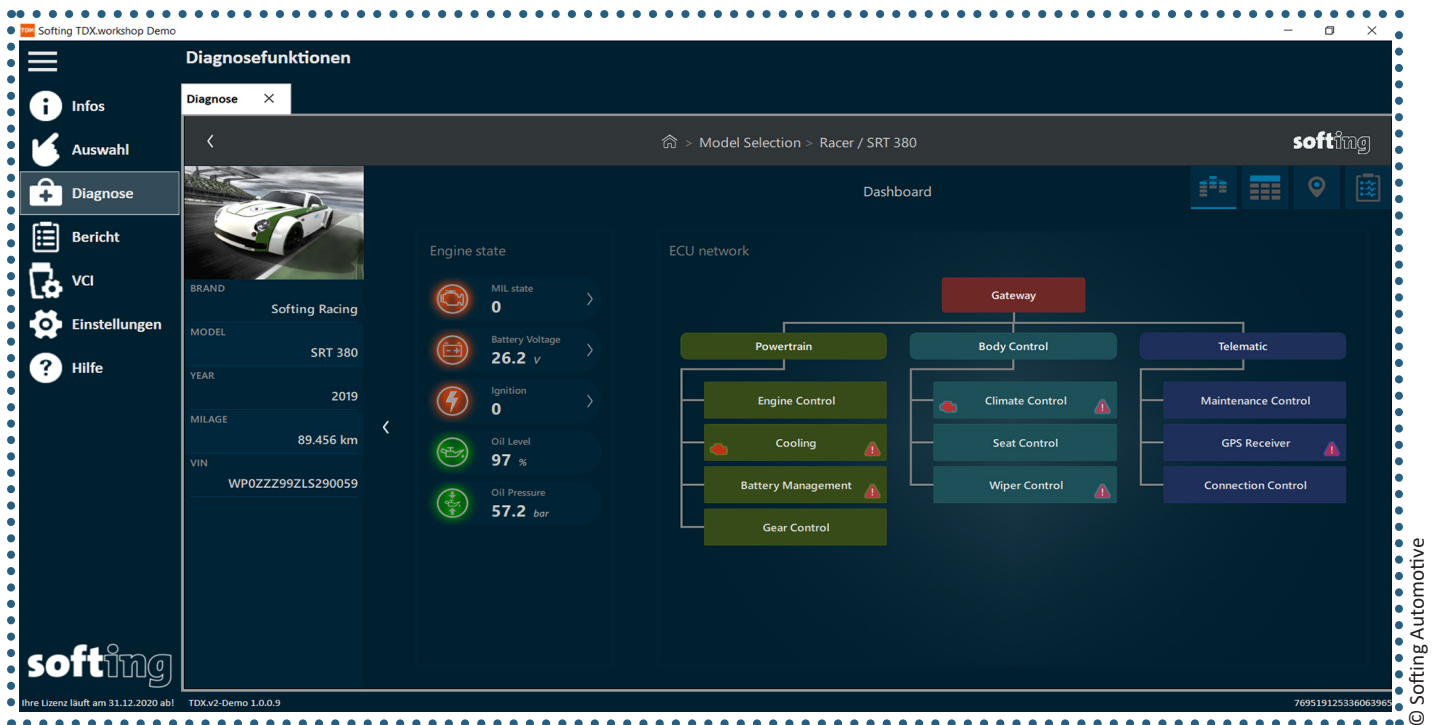 TDX Softing TDX.workshop Demo
Diagnosefunktionen
Infos
Auswahl
Diagnose
Bericht
VCI
Einstellungen
Hilfe
Diagnose
Model Selection > Racer / SRT 380
softing
Dashboard
BRAND
Softing Racing
MODEL
SRT 380
YEAR
2019
MILAGE
89.456 km
VIN
WP0ZZZ99ZLS290059
Engine state
MIL state
0
Battery Voltage
26.2 V
Ignition
0
Oil Level
97 %
Oil Pressure
57.2 bar
ECU network
Gateway
Powertrain
Engine Control
Cooling
Battery Management
Gear Control
Body Control
Climate Control
Seat Control
Wiper Control
Telematic
Maintenance Control
GPS Receiver
Connection Control
softing
Ihre Lizenz läuft am 31.12.2020 ab! TDX.v2-Demo 1.0.0.9
769519125336063965
© Softing Automotive